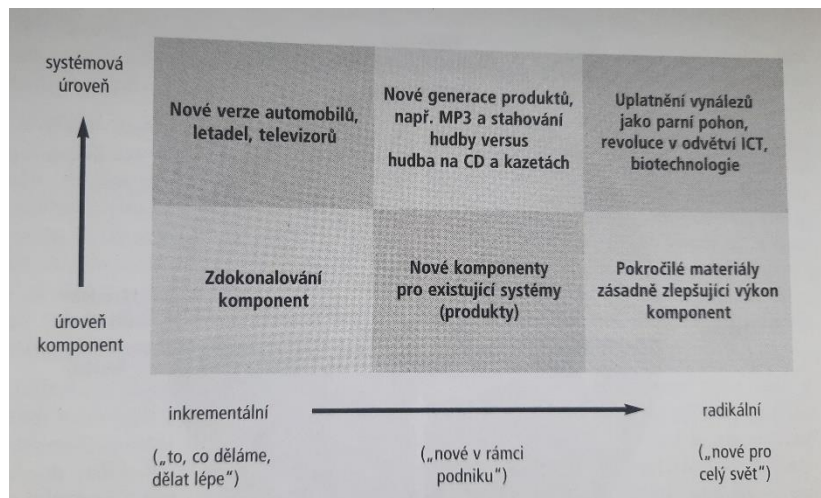 systémová
úroveň
Nové verze automobilů,
letadel, televizorů
Nové generace produktů,
např. MP3 a stahování
hudby versus
hudba na CD a kazetách
Uplatnění vynálezů
jako parní pohon,
revoluce v odvětví ICT,
biotechnologie
Zdokonalování
komponent
Nové komponenty
pro existující systémy
(produkty)
Pokročilé materiály
zásadně zlepšující výkon
komponent
úroveň
komponent
inkrementální
radikální
(„to, co děláme,
dělat lépe“)
(„nové v rámci
podniku“)
(„nové pro
celý svět“)